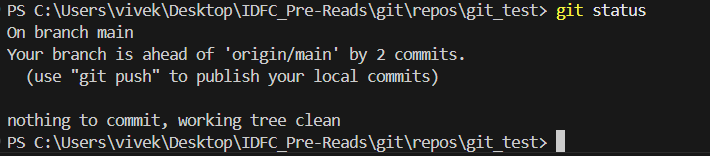 PS C:\Users\vivek\Desktop\IDFC_Pre-Reads\git\repos\git_test> git status
On branch main
Your branch is ahead of 'origin/main' by 2 commits.
  (use "git push" to publish your local commits)

nothing to commit, working tree clean
PS C:\Users\vivek\Desktop\IDFC_Pre-Reads\git\repos\git_test>